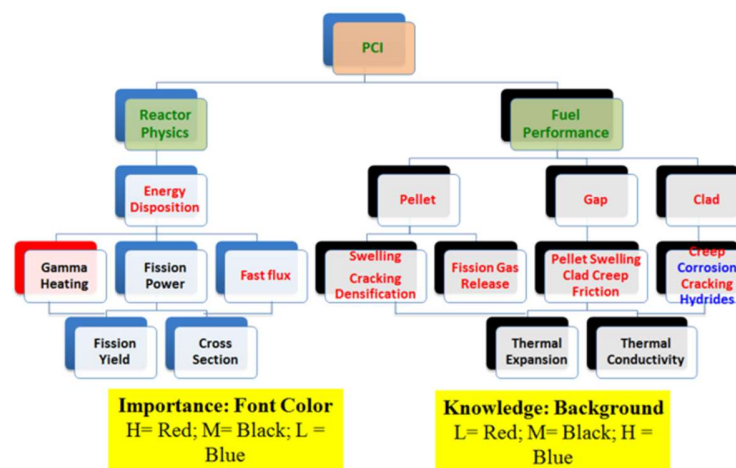 PCI
Reactor
Physics
Fuel
Performance
Energy
Disposition
Pellet
Gap
Clad
Gamma
Heating
Fission
Power
Fast flux
Swelling
Cracking
Densification
Fission Gas
Release
Pellet Swelling
Clad Creep
Friction
Creep
Corrosion
Cracking
Hydrides.
Fission
Yield
Cross
Section
Thermal
Expansion
Thermal
Conductivity
Importance: Font Color
H= Red; M= Black; L =
Blue
Knowledge: Background
L= Red; M= Black; H =
Blue